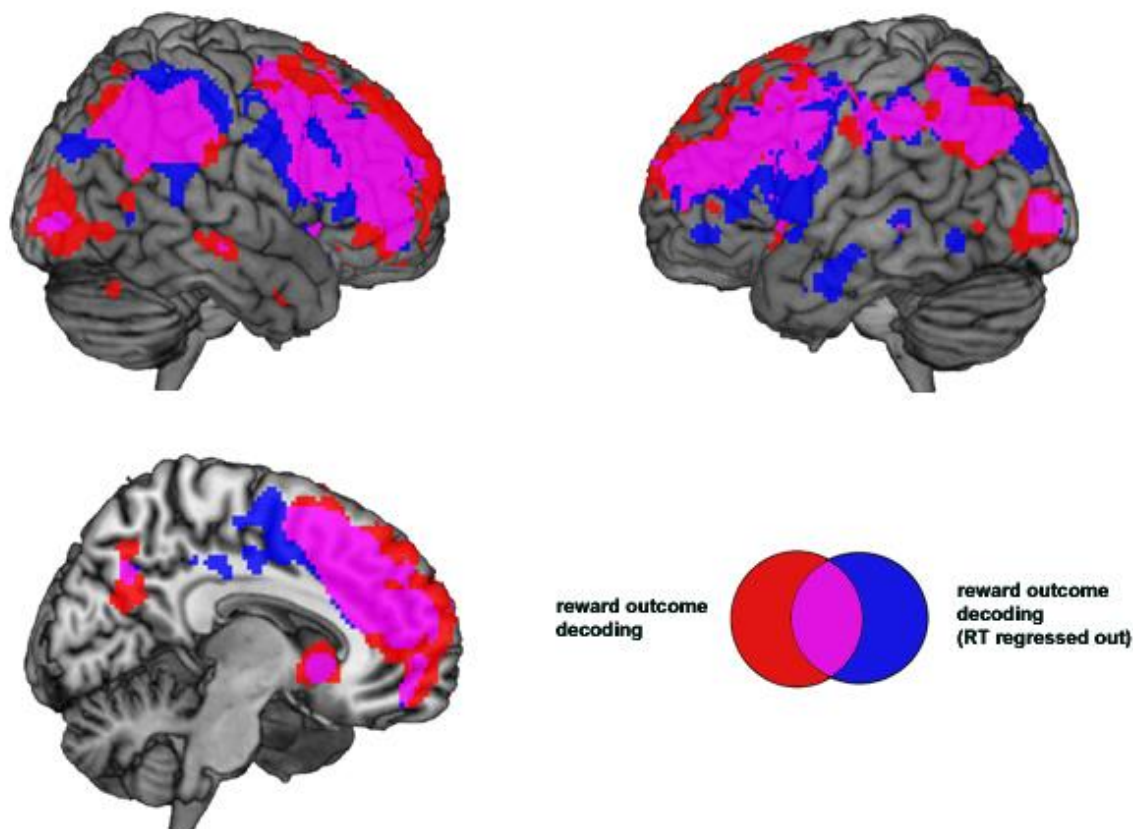 reward outcome
decoding
reward outcome
decoding
(RT regressed out)